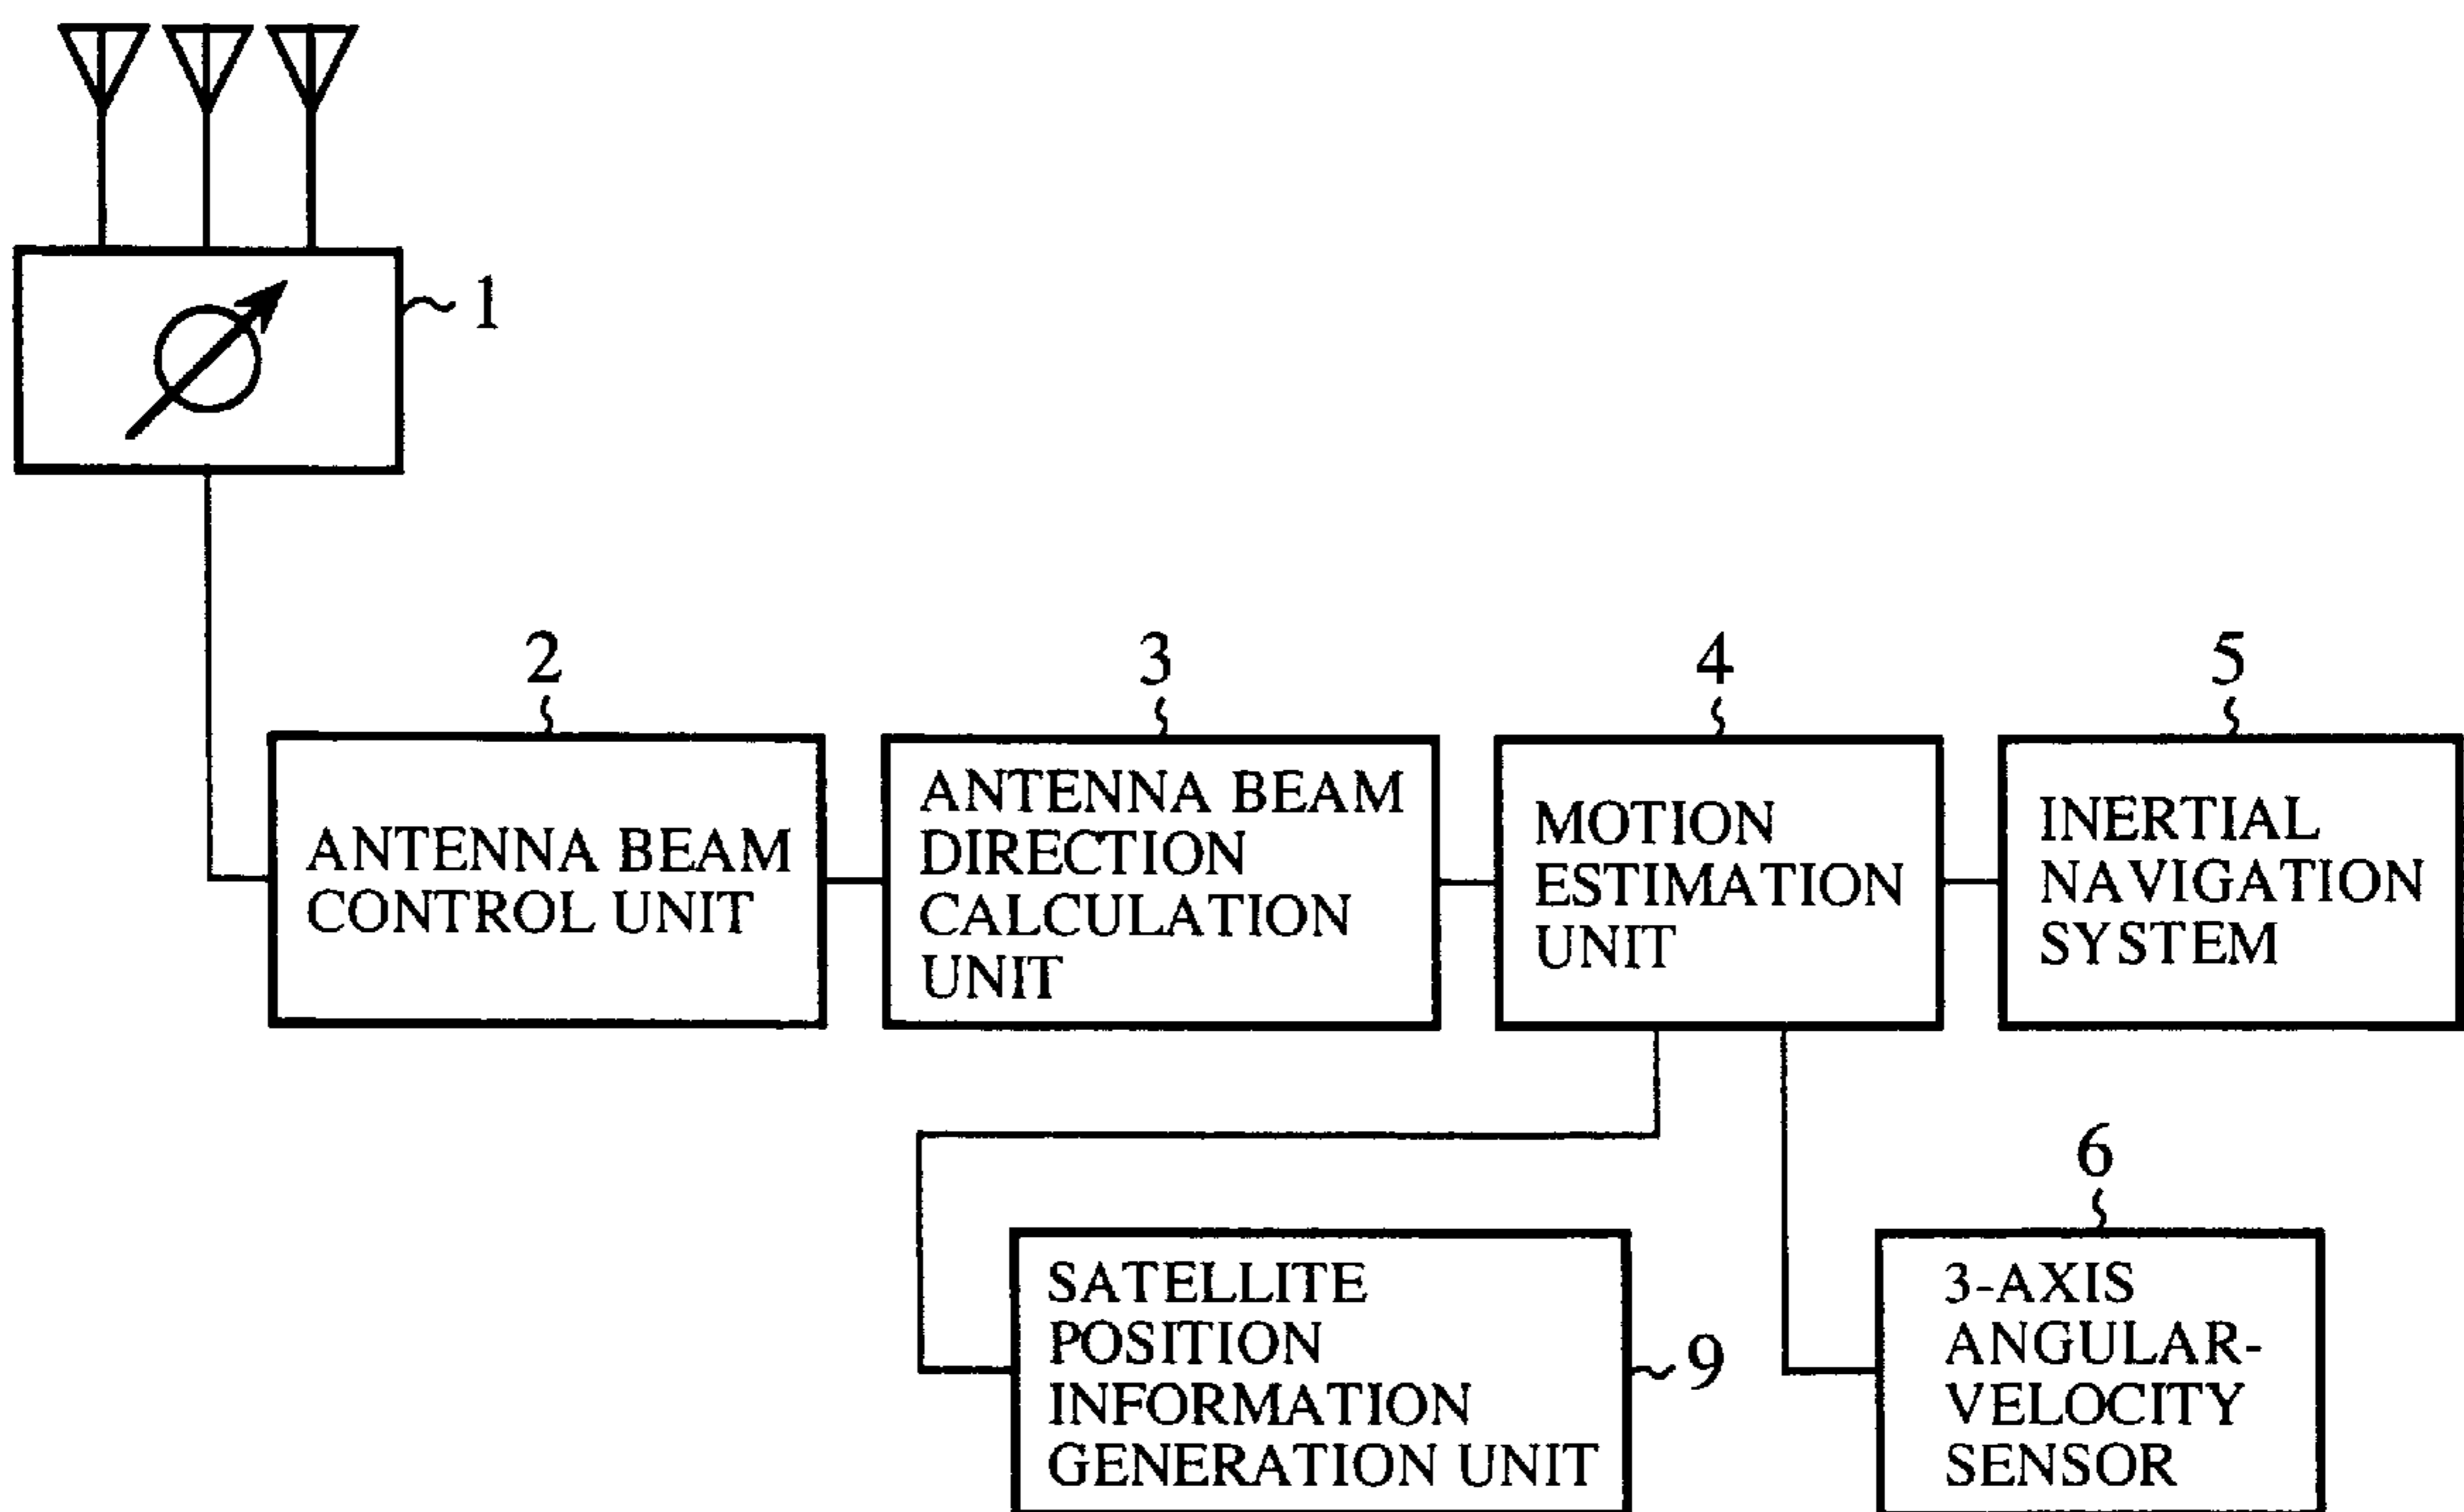 1
2
3
4
5
ANTENNA BEAM
CONTROL UNIT
ANTENNA BEAM
DIRECTION
CALCULATION
UNIT
MOTION
ESTIMATION
UNIT
INERTIAL
NAVIGATION
SYSTEM
6
SATELLITE
POSITION
INFORMATION
GENERATION UNIT
9
3-AXIS
ANGULAR-
VELOCITY
SENSOR